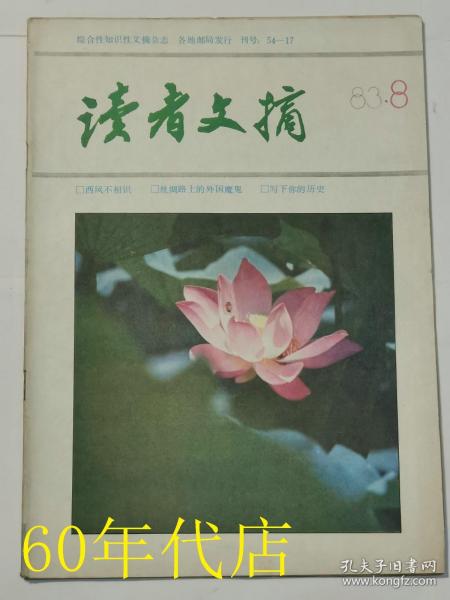 综合性知识性文摘杂志 各地邮局发行 刊号：54—17
读者文摘 83.8
□西风不相识 □丝绸路上的外国魔鬼 □写下你的历史
60年代店
孔夫子旧书网
www.kongfz.com